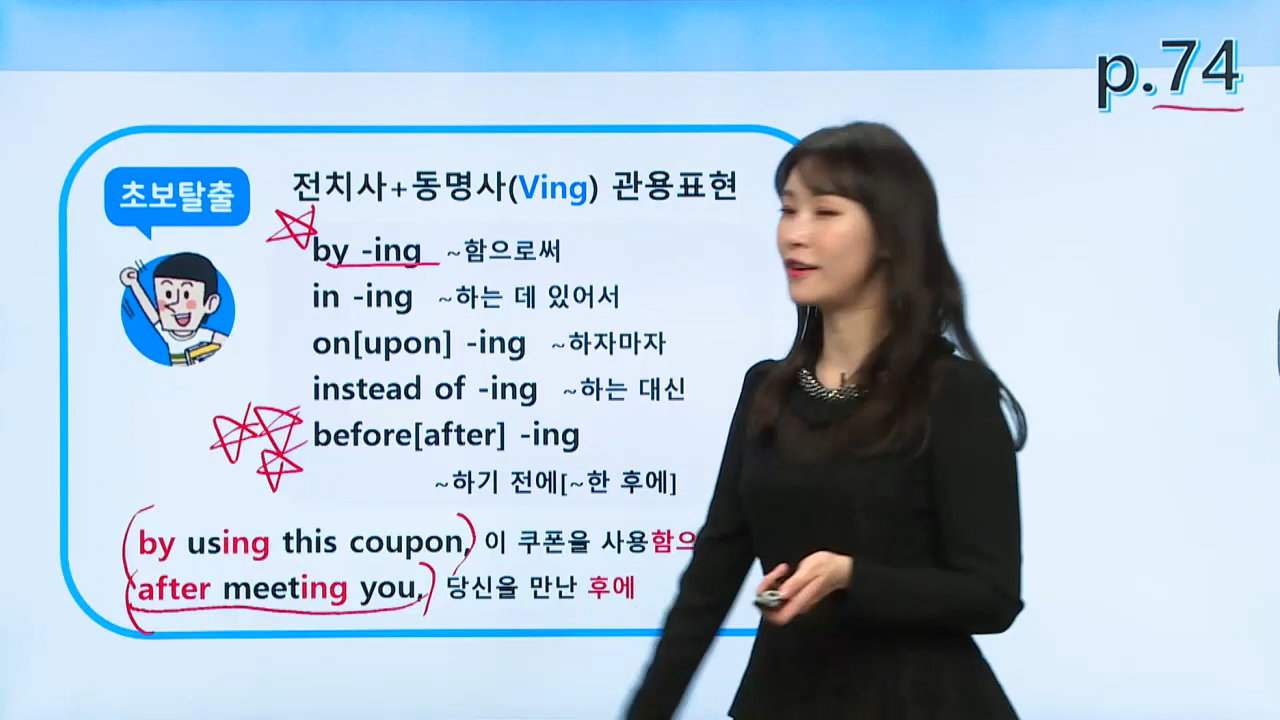 p.74
초보탈출
전치사+동명사(Ving) 관용표현
by -ing ~함으로써
in -ing ~하는 데 있어서
on[upon] -ing ~하자마자
instead of -ing ~하는 대신
before[after] -ing
~하기 전에[~한 후에]
by using this coupon, 이 쿠폰을 사용함으
after meeting you, 당신을 만난 후에